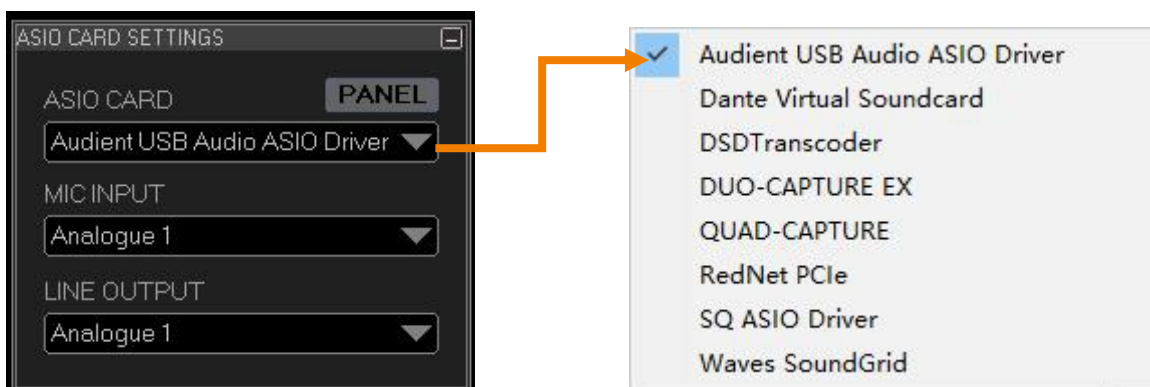 ASIO CARD SETTINGS
ASIO CARD
PANEL
Audient USB Audio ASIO Driver
MIC INPUT
Analogue 1
LINE OUTPUT
Analogue 1
Audient USB Audio ASIO Driver
Dante Virtual Soundcard
DSDTranscoder
DUO-CAPTURE EX
QUAD-CAPTURE
RedNet PCIe
SQ ASIO Driver
Waves SoundGrid